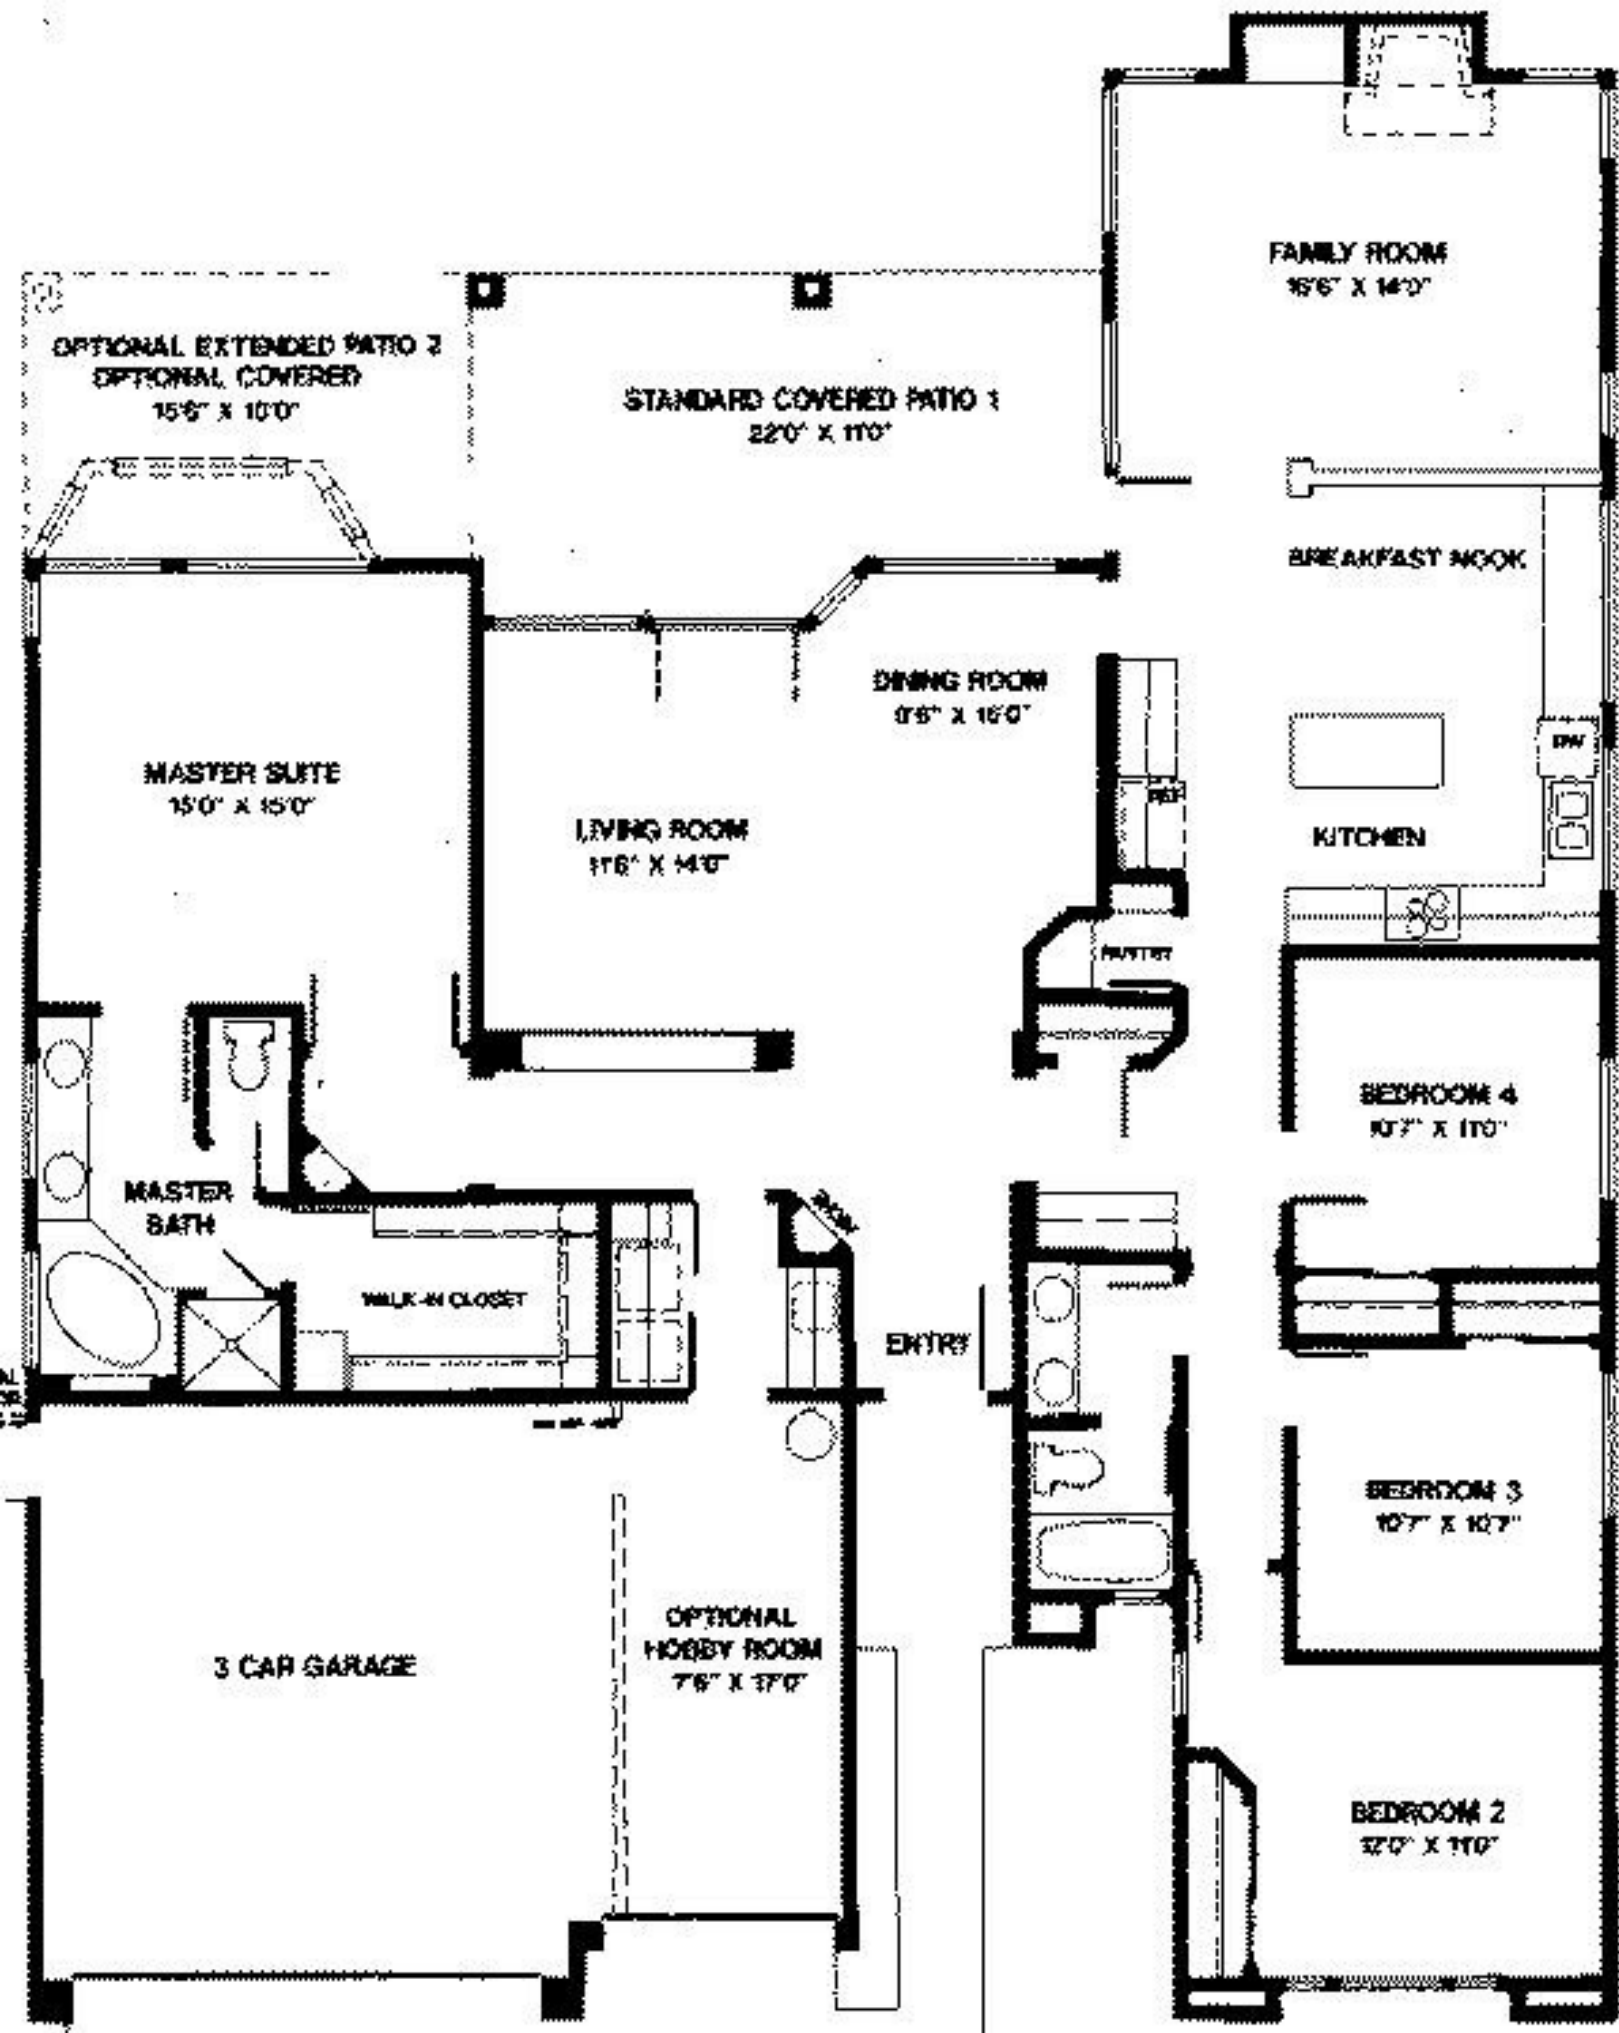 FAMILY ROOM
16'6" X 14'0"
OPTIONAL EXTENDED PATIO 2
OPTIONAL COVERED
15'6" X 10'0"
STANDARD COVERED PATIO 1
22'0" X 11'0"
BREAKFAST NOOK
DINING ROOM
9'6" X 16'0"
DW
MASTER SUITE
15'0" X 15'0"
REF
LIVING ROOM
11'6" X 14'0"
KITCHEN
PANTRY
BEDROOM 4
10'7" X 11'0"
MASTER
BATH
WALK-IN CLOSET
ENTRY
BEDROOM 3
10'7" X 10'7"
OPTIONAL
HOBBY ROOM
7'6" X 17'0"
3 CAR GARAGE
BEDROOM 2
12'0" X 11'0"